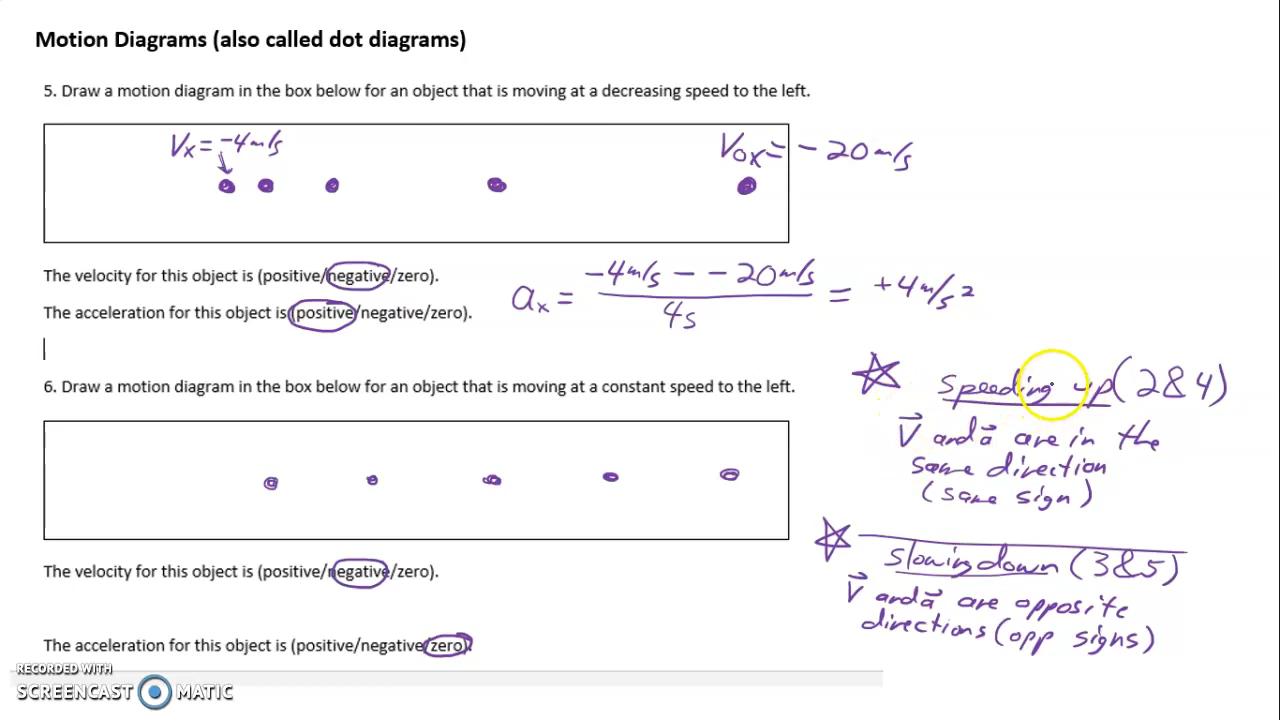 Motion Diagrams (also called dot diagrams)
5. Draw a motion diagram in the box below for an object that is moving at a decreasing speed to the left.
Vx = -4m/s
Vox = - 20m/s
The velocity for this object is (positive/negative/zero).
The acceleration for this object is (positive/negative/zero).
ax = -4m/s - - 20m/s / 4s = +4m/s²
6. Draw a motion diagram in the box below for an object that is moving at a constant speed to the left.
speeding up (2&4)
V⃗ and a⃗ are in the
same direction
(same sign)
slowing down (3&5)
V⃗ and a⃗ are opposite
directions (opp signs)
The velocity for this object is (positive/negative/zero).
The acceleration for this object is (positive/negative/zero).
RECORDED WITH
SCREENCAST MATIC